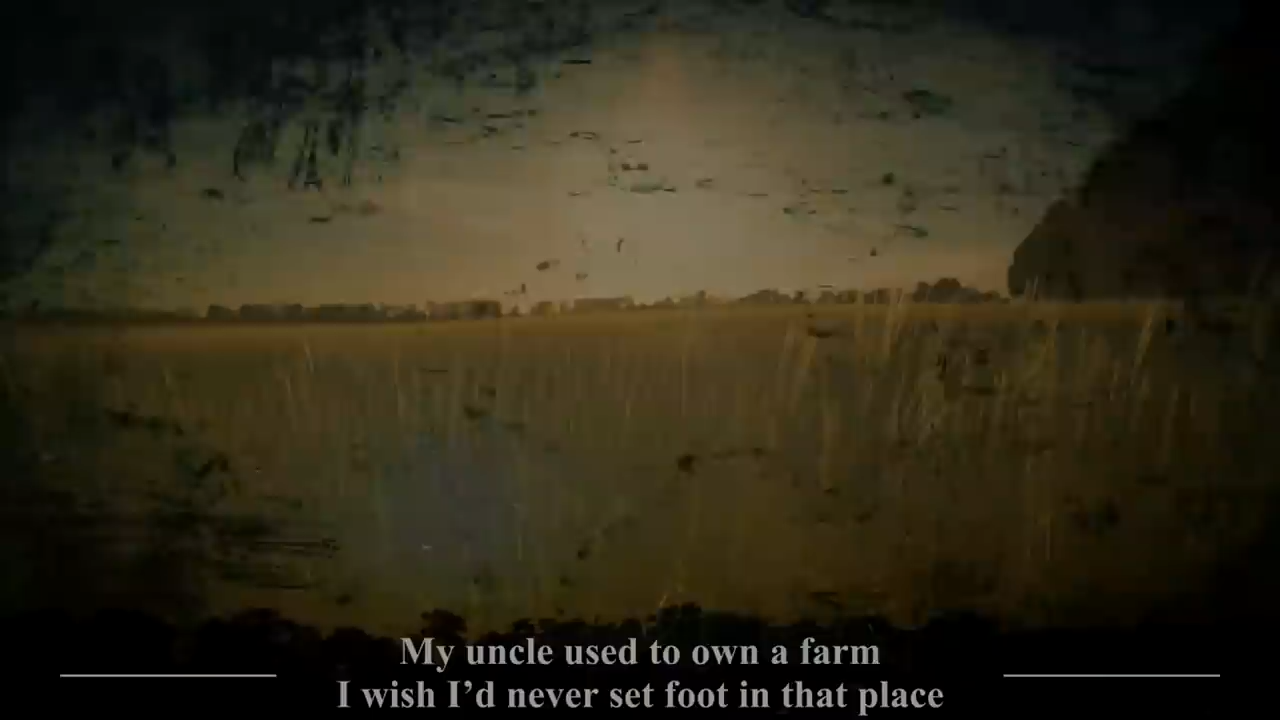 My uncle used to own a farm
I wish I’d never set foot in that place